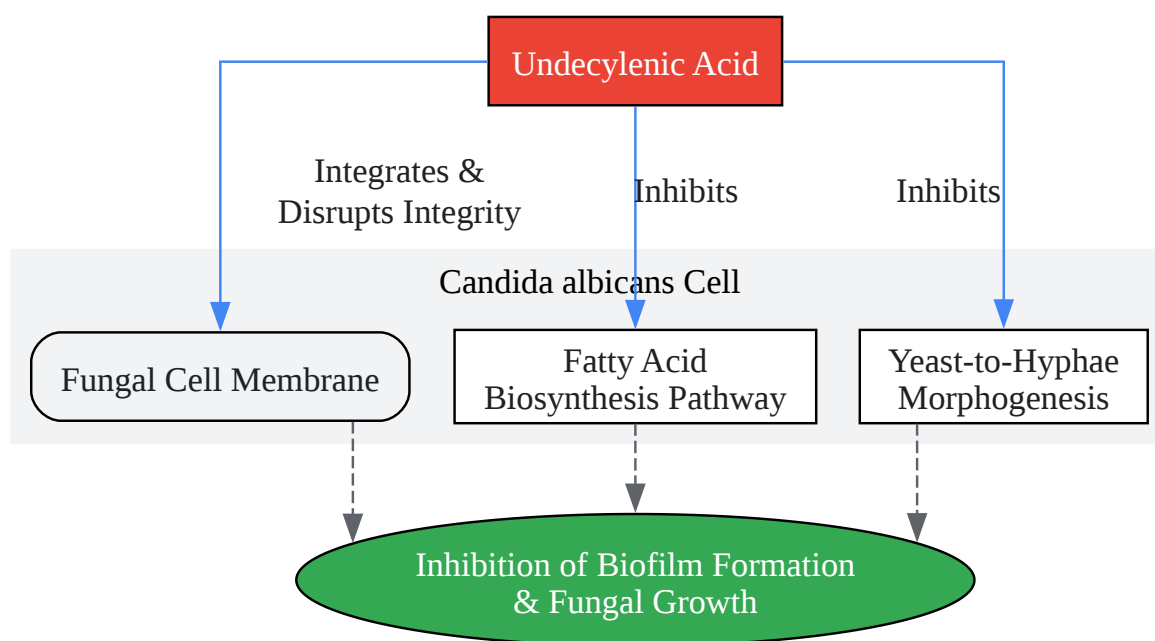 Undecylenic Acid
Integrates &
Disrupts Integrity
Inhibits
Inhibits
Candida albicans Cell
Fungal Cell Membrane
Fatty Acid
Biosynthesis Pathway
Yeast-to-Hyphae
Morphogenesis
Inhibition of Biofilm Formation
& Fungal Growth